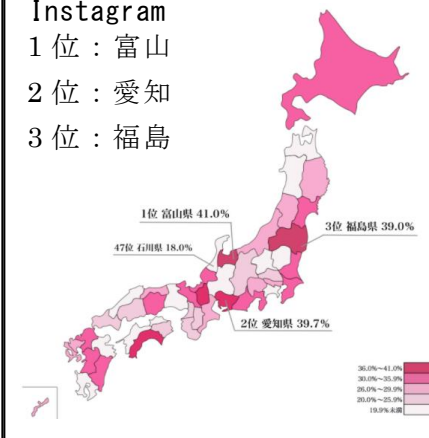 Instagram
1位：富山
2位：愛知
3位：福島
1位 富山県 41.0%
3位 福島県 39.0%
47位 石川県 18.0%
2位 愛知県 39.7%
36.0%～41.0%
30.0%～35.9%
26.0%～29.9%
20.0%～25.9%
19.9%未満